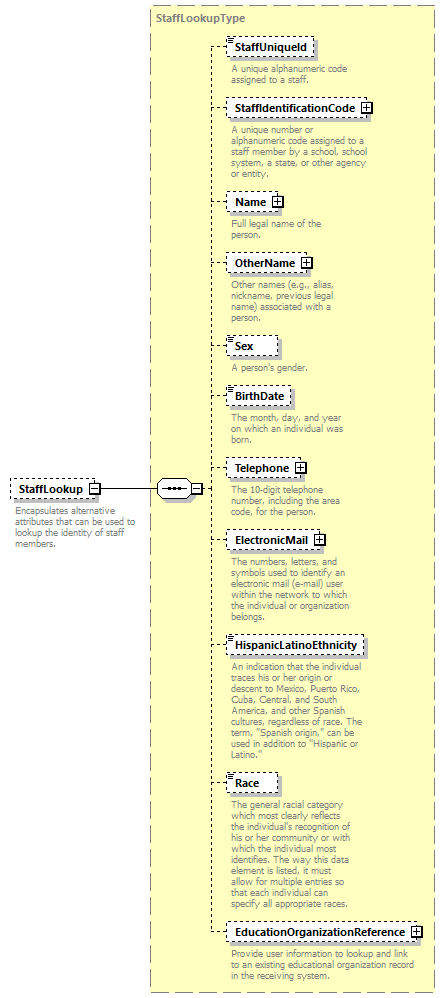 StaffLookupType
StaffUniqueId
A unique alphanumeric code
assigned to a staff.
StaffIdentificationCode
A unique number or
alphanumeric code assigned to a
staff member by a school, school
system, a state, or other agency
or entity.
Name
Full legal name of the
person.
OtherName
Other names (e.g., alias,
nickname, previous legal
name) associated with a
person.
Sex
A person's gender.
BirthDate
The month, day, and year
on which an individual was
born.
Telephone
The 10-digit telephone
number, including the area
code, for the person.
StaffLookup
Encapsulates alternative
attributes that can be used to
lookup the identity of staff
members.
ElectronicMail
The numbers, letters, and
symbols used to identify an
electronic mail (e-mail) user
within the network to which
the individual or organization
belongs.
HispanicLatinoEthnicity
An indication that the individual
traces his or her origin or
descent to Mexico, Puerto Rico,
Cuba, Central, and South
America, and other Spanish
cultures, regardless of race. The
term, "Spanish origin," can be
used in addition to "Hispanic or
Latino."
Race
The general racial category
which most clearly reflects
the individual's recognition of
his or her community or with
which the individual most
identifies. The way this data
element is listed, it must
allow for multiple entries so
that each individual can
specify all appropriate races.
EducationOrganizationReference
Provide user information to lookup and link
to an existing educational organization record
in the receiving system.